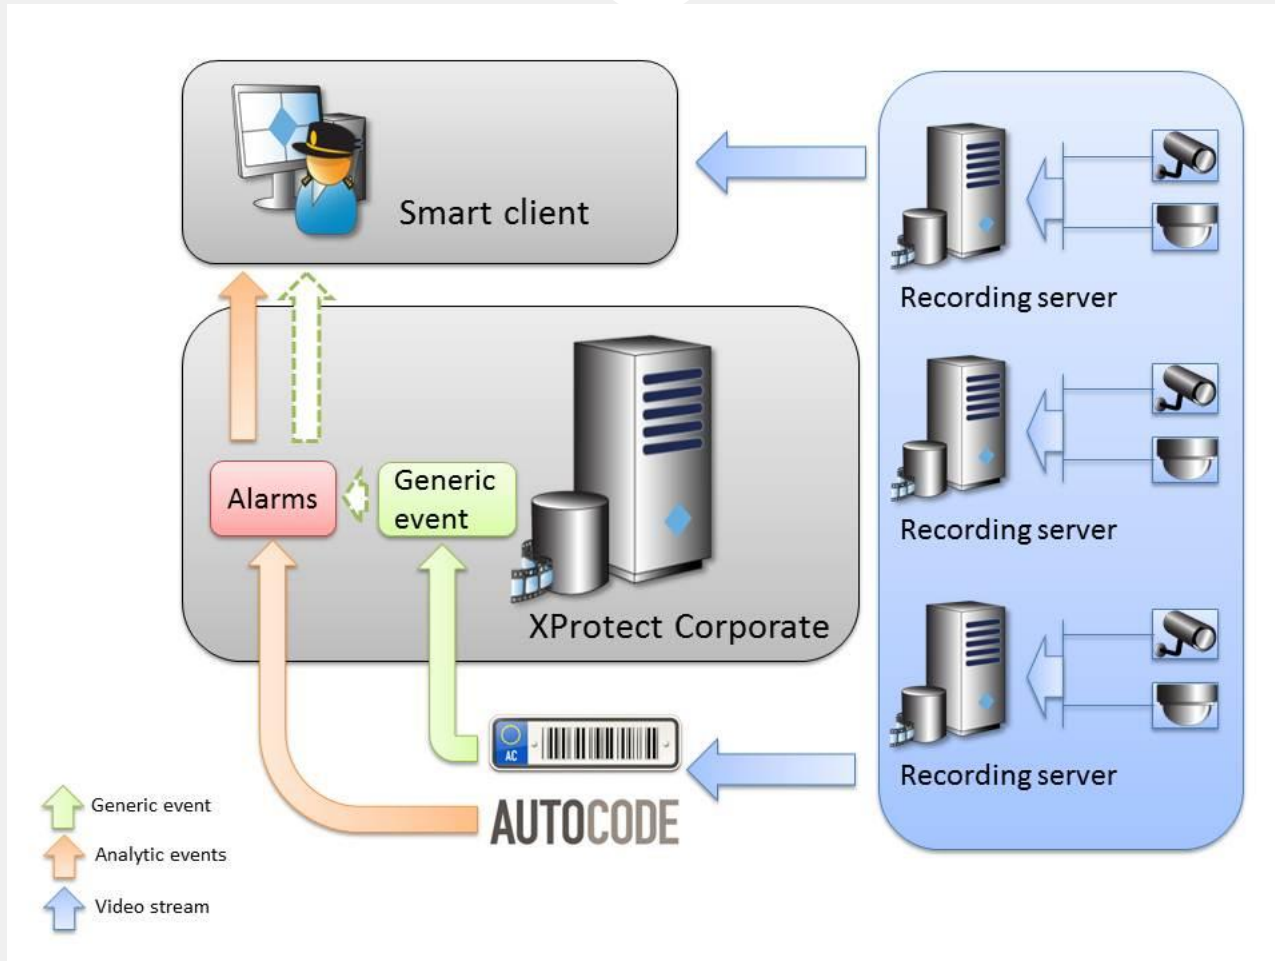 Smart client
Recording server
Alarms
Generic
event
Recording server
XProtect Corporate
AC
AUTOCODE
Recording server
Generic event
Analytic events
Video stream